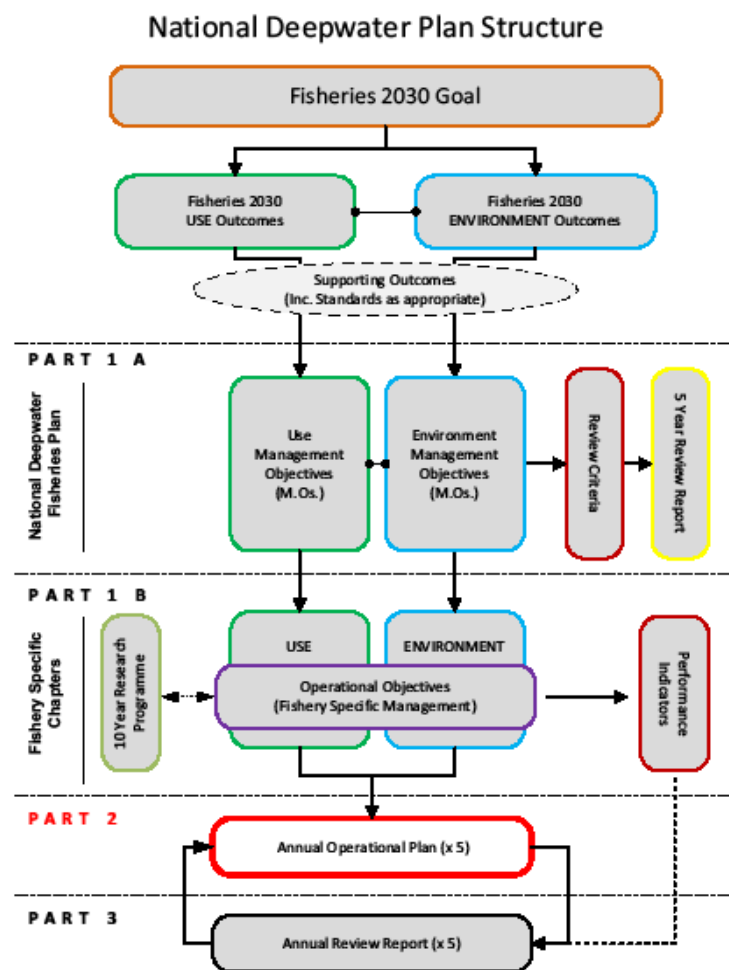 National Deepwater Plan Structure
Fisheries 2030 Goal
Fisheries 2030
USE Outcomes
Fisheries 2030
ENVIRONMENT Outcomes
Supporting Outcomes
(Inc. Standards as appropriate)
PART 1 A
National Deepwater
Fisheries Plan
Use
Management
Objectives
(M.Os.)
Environment
Management
Objectives
(M.Os.)
Review Criteria
5 Year Review Report
PART 1 B
Fishery Specific
Chapters
10 Year Research
Programme
USE
ENVIRONMENT
Operational Objectives
(Fishery Specific Management)
Performance
Indicators
PART 2
Annual Operational Plan (x 5)
PART 3
Annual Review Report (x 5)